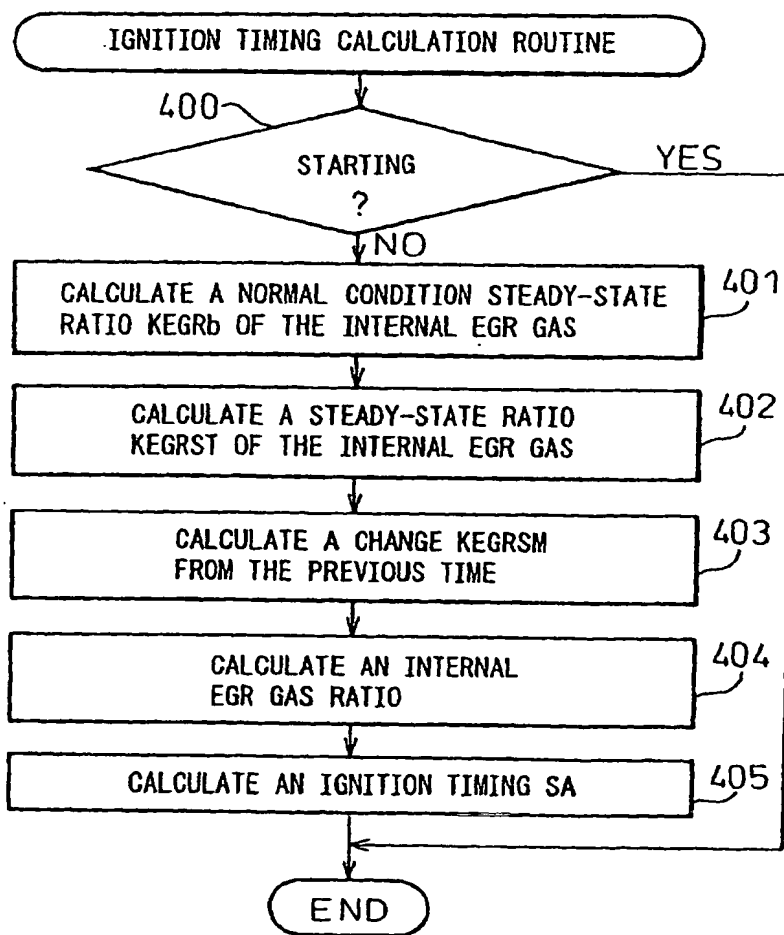 IGNITION TIMING CALCULATION ROUTINE
400
STARTING
?
YES
NO
CALCULATE A NORMAL CONDITION STEADY-STATE
RATIO KEGRb OF THE INTERNAL EGR GAS
401
CALCULATE A STEADY-STATE RATIO
KEGRST OF THE INTERNAL EGR GAS
402
CALCULATE A CHANGE KEGRSM
FROM THE PREVIOUS TIME
403
CALCULATE AN INTERNAL
EGR GAS RATIO
404
CALCULATE AN IGNITION TIMING SA
405
END